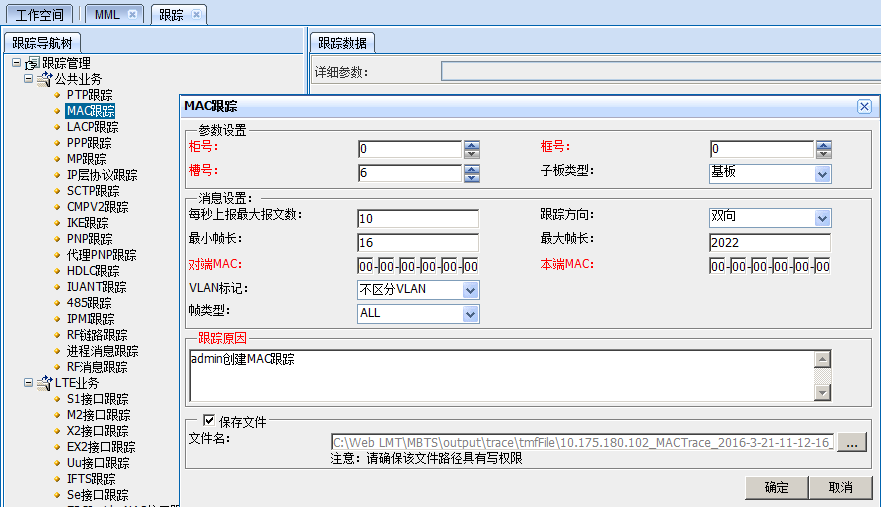 工作空间 MML 跟踪
跟踪导航树
跟踪管理
公共业务
PTP跟踪
MAC跟踪
LACP跟踪
PPP跟踪
MP跟踪
IP层协议跟踪
SCTP跟踪
CMPV2跟踪
IKE跟踪
PNP跟踪
代理PNP跟踪
HDLC跟踪
IUANT跟踪
485跟踪
IPMI跟踪
RF链路跟踪
进程消息跟踪
RF消息跟踪
LTE业务
S1接口跟踪
M2接口跟踪
X2接口跟踪
EX2接口跟踪
Uu接口跟踪
IFTS跟踪
Se接口跟踪
跟踪数据
详细参数:
MAC跟踪
参数设置
柜号: 0 框号: 0
槽号: 6 子板类型: 基板
消息设置:
每秒上报最大报文数: 10 跟踪方向: 双向
最小帧长: 16 最大帧长: 2022
对端MAC: 00-00-00-00-00-00 本端MAC: 00-00-00-00-00-00
VLAN标记: 不区分VLAN
帧类型: ALL
跟踪原因
admin创建MAC跟踪
保存文件
文件名: C:\Web LMT\MBTS\output\trace\tmfFile\10.175.180.102_MACTrace_2016-3-21-11-12-16_ ...
注意: 请确保该文件路径具有写权限
确定 取消